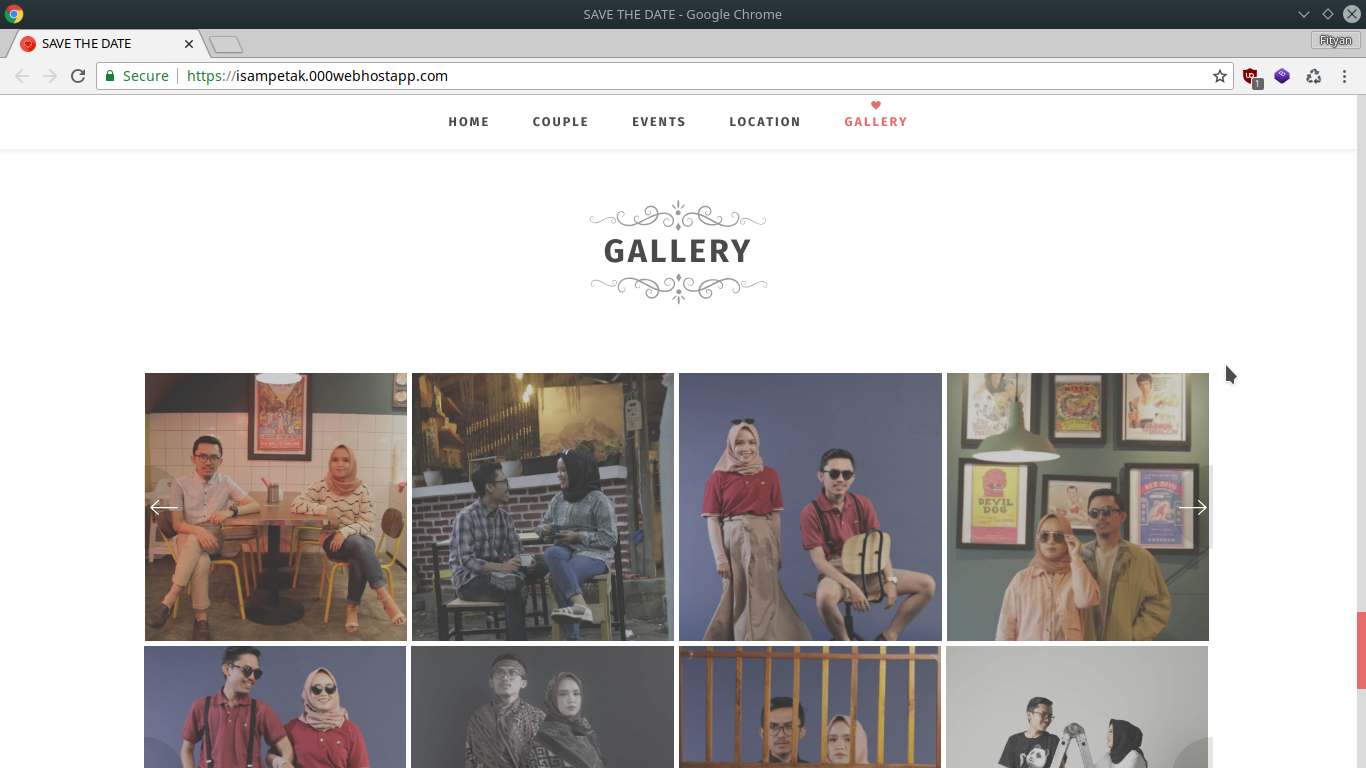 SAVE THE DATE - Google Chrome
SAVE THE DATE
Fityan
Secure
https://isampetak.000webhostapp.com
1
HOME COUPLE EVENTS LOCATION GALLERY
GALLERY
DEVIL
DOG